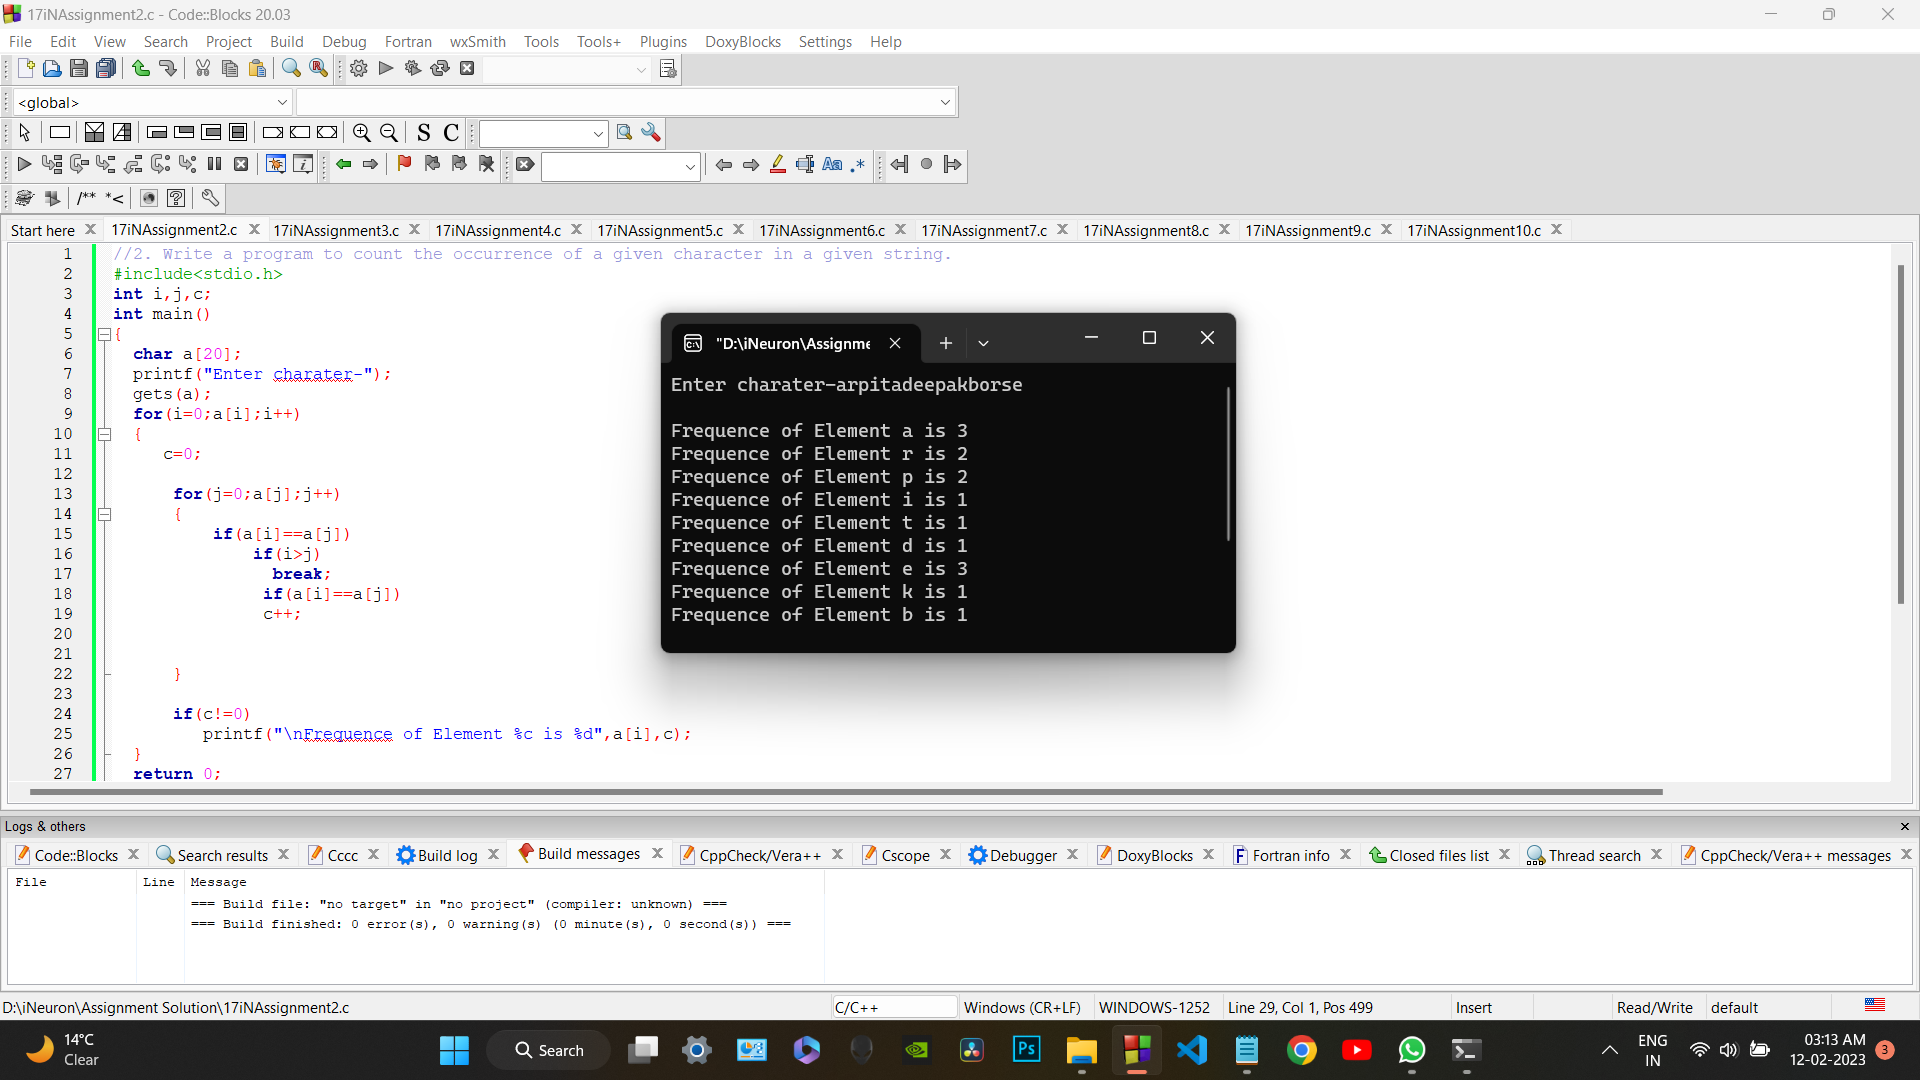 17iNAssignment2.c - Code::Blocks 20.03
File Edit View Search Project Build Debug Fortran wxSmith Tools Tools+ Plugins DoxyBlocks Settings Help
<global>
S C
Aa .*
/** *<
Start here 17iNAssignment2.c 17iNAssignment3.c 17iNAssignment4.c 17iNAssignment5.c 17iNAssignment6.c 17iNAssignment7.c 17iNAssignment8.c 17iNAssignment9.c 17iNAssignment10.c
1 //2. Write a program to count the occurrence of a given character in a given string.
2 #include<stdio.h>
3 int i,j,c;
4 int main()
5 {
6 char a[20];
7 printf("Enter charater-");
8 gets(a);
9 for(i=0;a[i];i++)
10 {
11 c=0;
12
13 for(j=0;a[j];j++)
14 {
15 if(a[i]==a[j])
16 if(i>j)
17 break;
18 if(a[i]==a[j])
19 c++;
20
21
22 }
23
24 if(c!=0)
25 printf("\nFrequence of Element %c is %d",a[i],c);
26 }
27 return 0;
"D:\iNeuron\Assignme
Enter charater-arpitadeepakborse
Frequence of Element a is 3
Frequence of Element r is 2
Frequence of Element p is 2
Frequence of Element i is 1
Frequence of Element t is 1
Frequence of Element d is 1
Frequence of Element e is 3
Frequence of Element k is 1
Frequence of Element b is 1
Logs & others
Code::Blocks Search results Cccc Build log Build messages CppCheck/Vera++ Cscope Debugger DoxyBlocks Fortran info Closed files list Thread search CppCheck/Vera++ messages
File Line Message
=== Build file: "no target" in "no project" (compiler: unknown) ===
=== Build finished: 0 error(s), 0 warning(s) (0 minute(s), 0 second(s)) ===
D:\iNeuron\Assignment Solution\17iNAssignment2.c C/C++ Windows (CR+LF) WINDOWS-1252 Line 29, Col 1, Pos 499 Insert Read/Write default
14°C
Clear
Search
Ps
ENG
IN
03:13 AM
12-02-2023
3